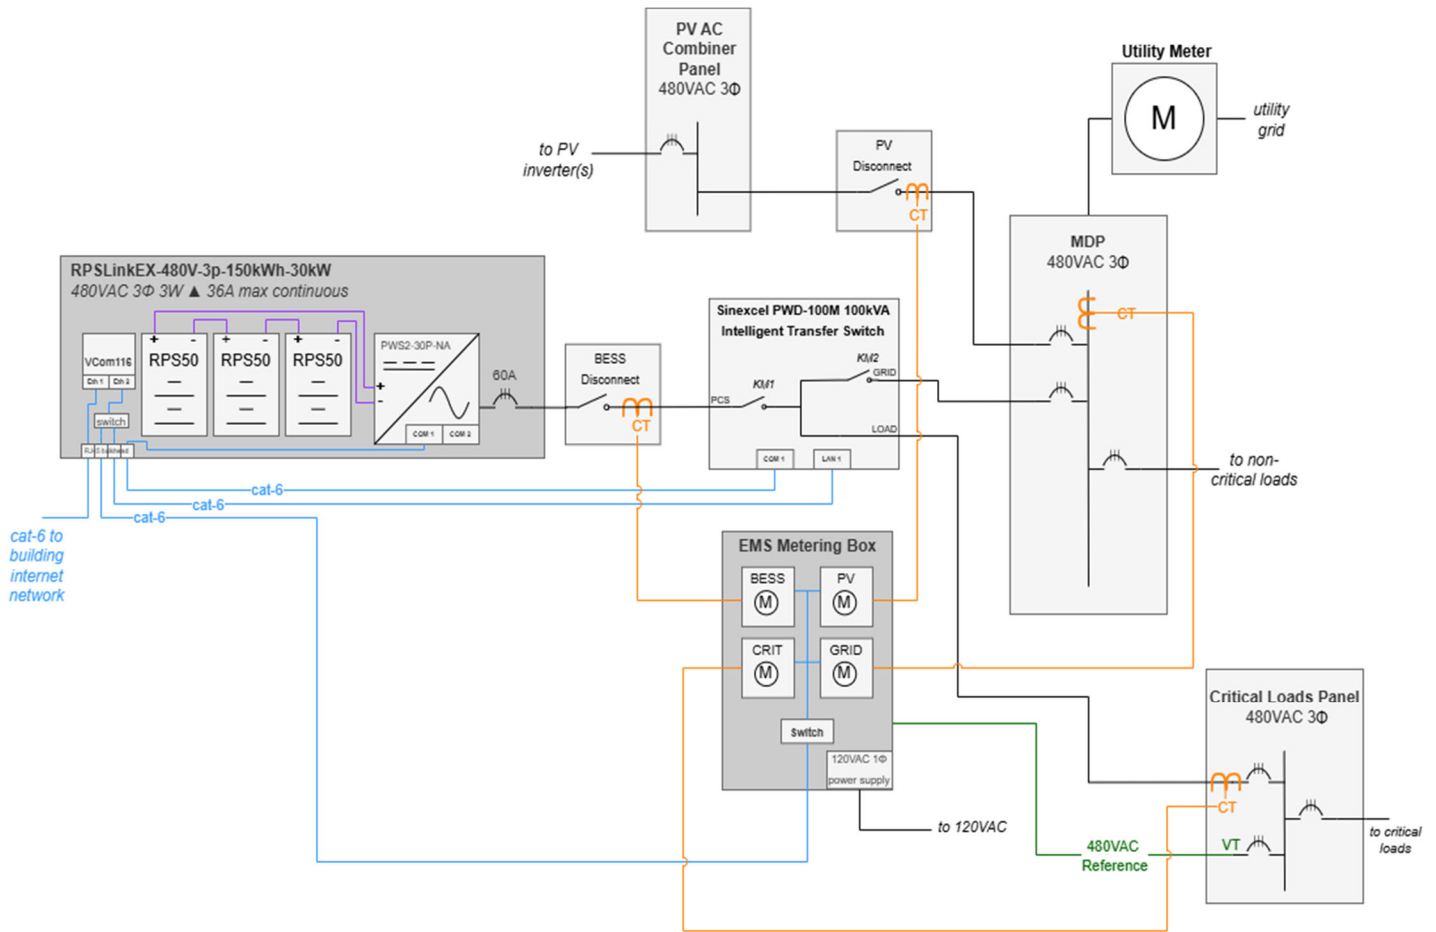 PV AC
Combiner
Panel
480VAC 3Φ
Utility Meter
M
utility
grid
to PV
inverter(s)
PV
Disconnect
CT
MDP
480VAC 3Φ
CT
RPSLinkEX-480V-3p-150kWh-30kW
480VAC 3Φ 3W ▲ 36A max continuous
VCom116
Eth 1
Eth 2
switch
RJ45 bulkhead
+ -
RPS50
+ -
RPS50
+ -
RPS50
PWS2-30P-NA
+
-
COM 1
COM 2
60A
BESS
Disconnect
CT
Sinexcel PWD-100M 100kVA
Intelligent Transfer Switch
KM2
GRID
KM1
PCS
LOAD
COM 1
LAN 1
to non-
critical loads
cat-6
cat-6
cat-6
cat-6 to
building
internet
network
EMS Metering Box
BESS
M
PV
M
CRIT
M
GRID
M
Switch
120VAC 1Φ
power supply
to 120VAC
480VAC
Reference
Critical Loads Panel
480VAC 3Φ
CT
VT
to critical
loads